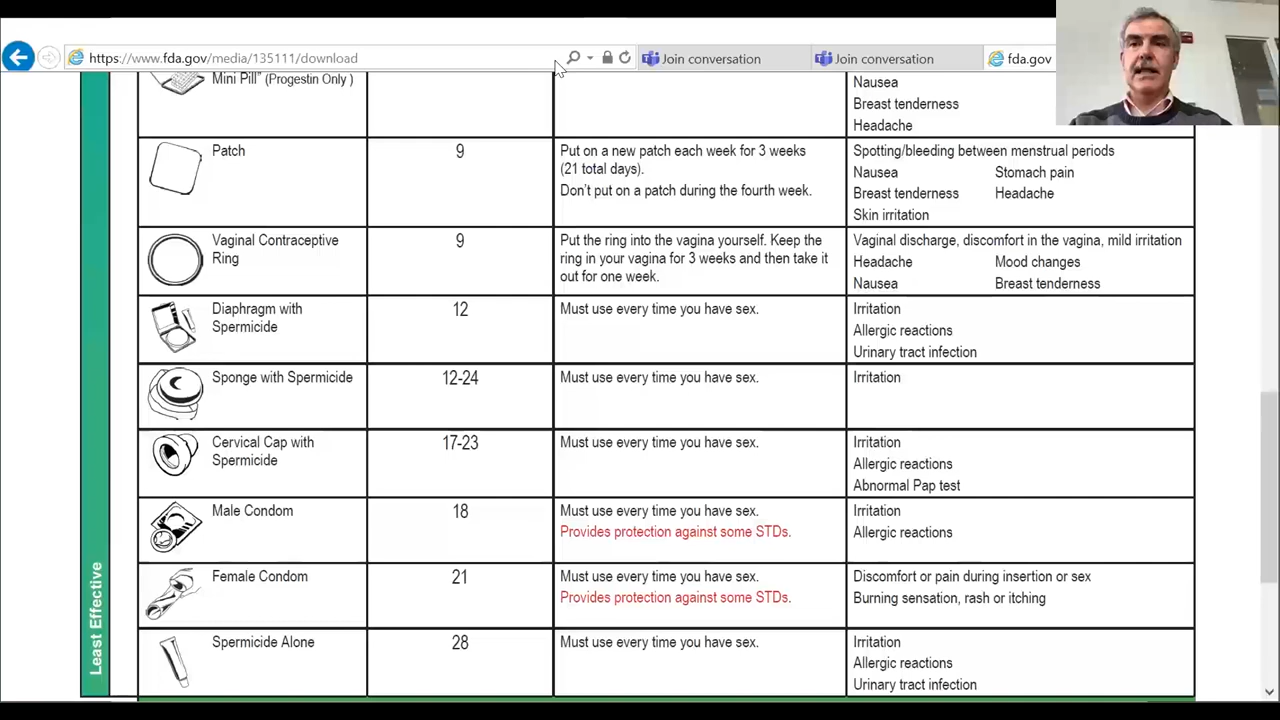 https://www.fda.gov/media/135111/download
Join conversation
Join conversation
fda.gov
Mini Pill” (Progestin Only )
Nausea
Breast tenderness
Headache
Patch
9
Put on a new patch each week for 3 weeks
(21 total days).
Don’t put on a patch during the fourth week.
Spotting/bleeding between menstrual periods
Nausea Stomach pain
Breast tenderness Headache
Skin irritation
Vaginal Contraceptive
Ring
9
Put the ring into the vagina yourself. Keep the
ring in your vagina for 3 weeks and then take it
out for one week.
Vaginal discharge, discomfort in the vagina, mild irritation
Headache Mood changes
Nausea Breast tenderness
Diaphragm with
Spermicide
12
Must use every time you have sex.
Irritation
Allergic reactions
Urinary tract infection
Sponge with Spermicide
12-24
Must use every time you have sex.
Irritation
Cervical Cap with
Spermicide
17-23
Must use every time you have sex.
Irritation
Allergic reactions
Abnormal Pap test
Male Condom
18
Must use every time you have sex.
Provides protection against some STDs.
Irritation
Allergic reactions
Female Condom
21
Must use every time you have sex.
Provides protection against some STDs.
Discomfort or pain during insertion or sex
Burning sensation, rash or itching
Spermicide Alone
28
Must use every time you have sex.
Irritation
Allergic reactions
Urinary tract infection
Least Effective